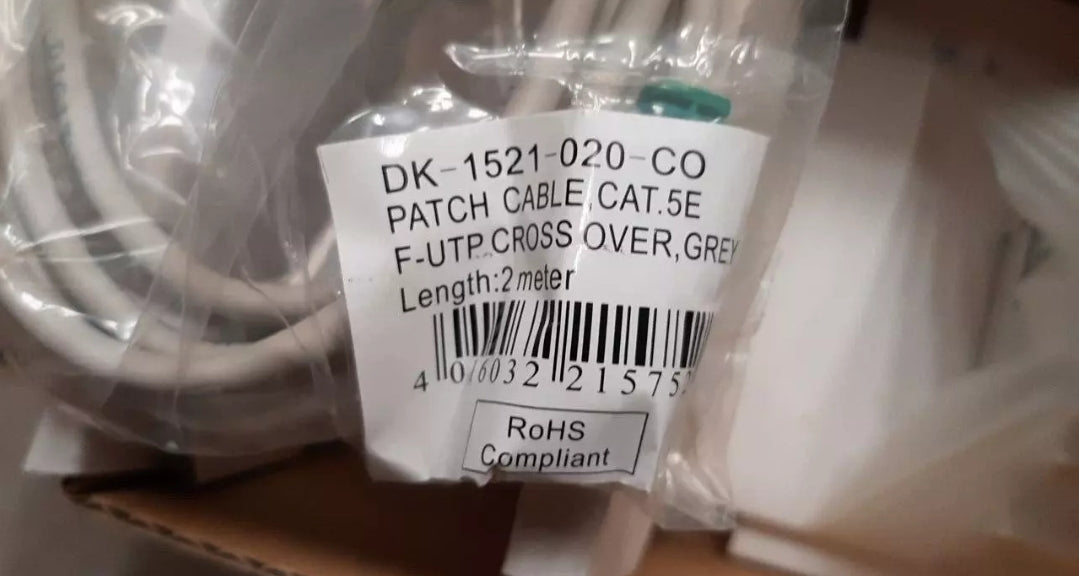 DK-1521-020-CO
PATCH CABLE,CAT.5E
F-UTP.CROSS OVER,GREY
Length:2 meter
4 016032 21575
RoHS
Compliant